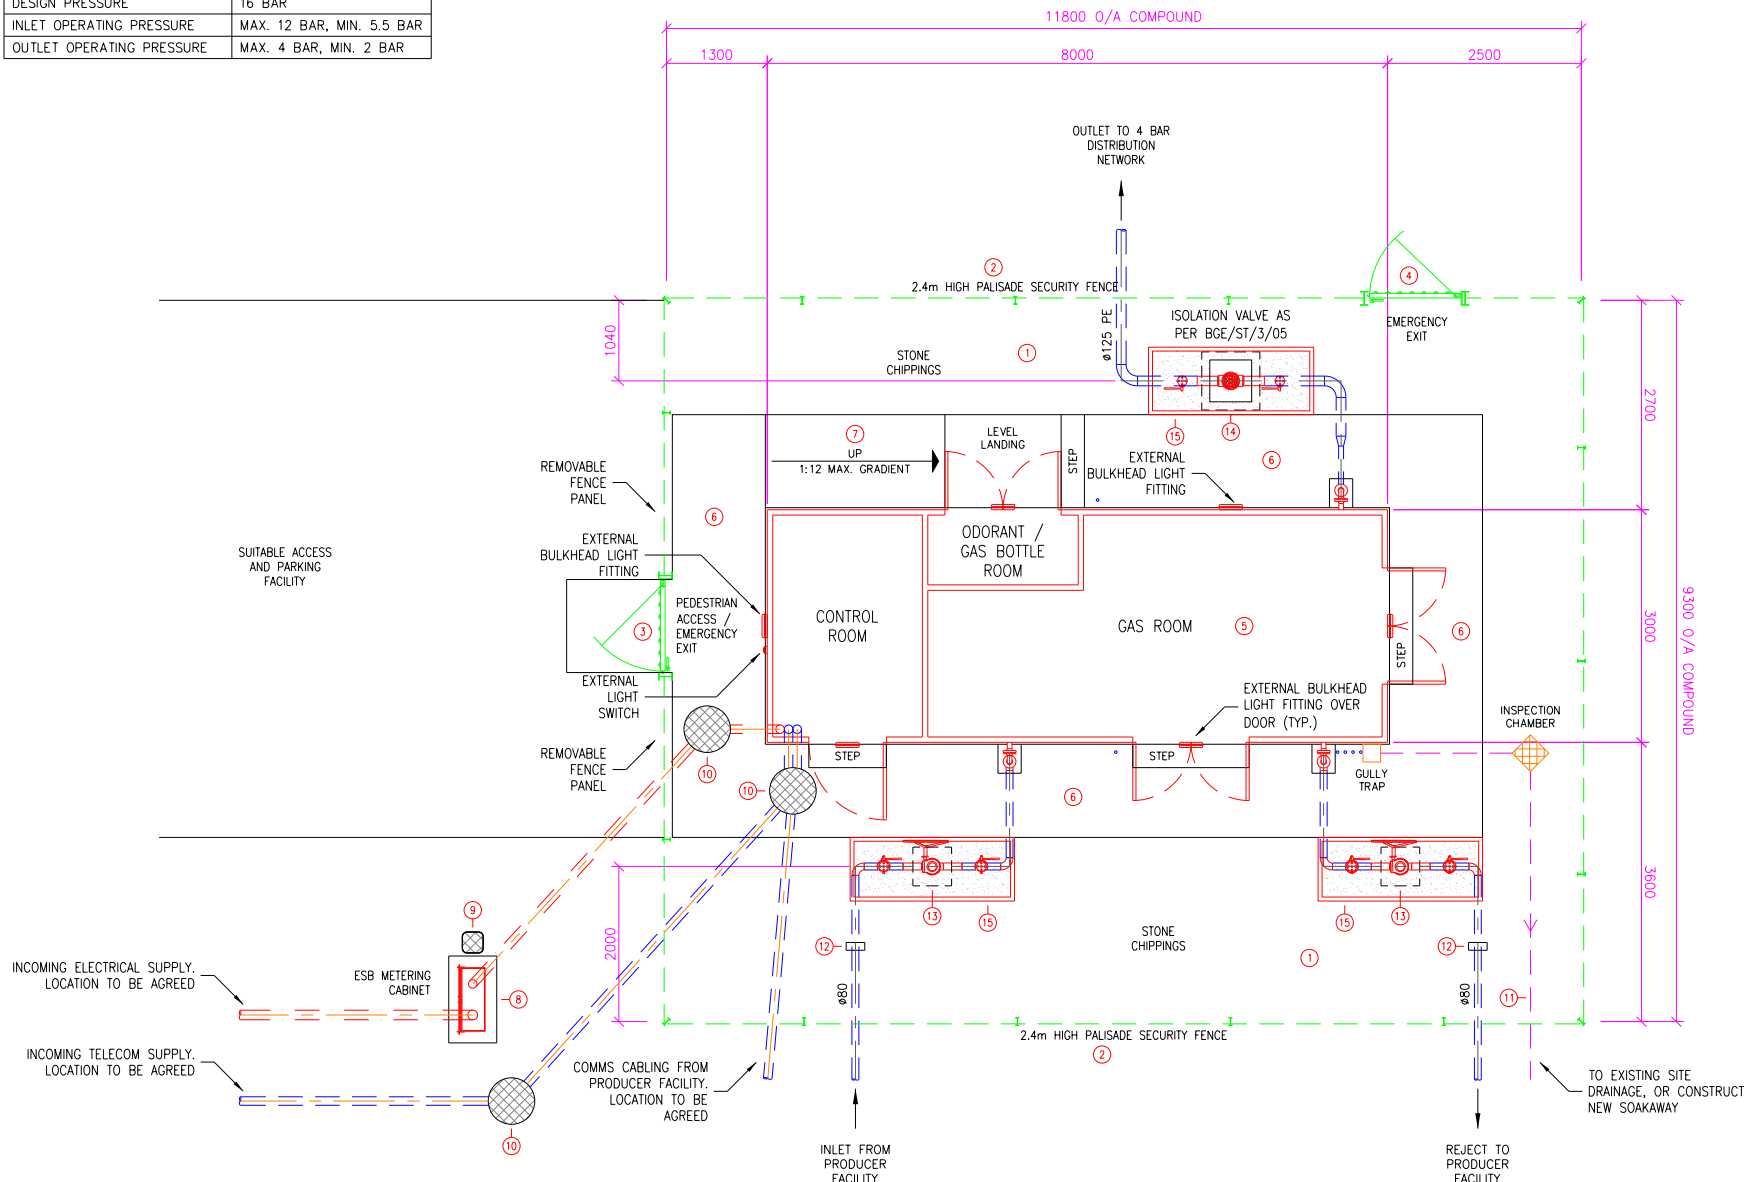 DESIGN PRESSURE 16 BAR
INLET OPERATING PRESSURE MAX. 12 BAR, MIN. 5.5 BAR
OUTLET OPERATING PRESSURE MAX. 4 BAR, MIN. 2 BAR
11800 O/A COMPOUND
1300
8000
2500
OUTLET TO 4 BAR
DISTRIBUTION
NETWORK
2
2.4m HIGH PALISADE SECURITY FENCE
4
EMERGENCY
EXIT
1040
STONE
CHIPPINGS
1
ø125 PE
ISOLATION VALVE AS
PER BGE/ST/3/05
15
14
2700
3000
3600
9300 O/A COMPOUND
7
UP
1:12 MAX. GRADIENT
LEVEL
LANDING
STEP
EXTERNAL
BULKHEAD LIGHT
FITTING
6
REMOVABLE
FENCE
PANEL
6
EXTERNAL
BULKHEAD LIGHT
FITTING
SUITABLE ACCESS
AND PARKING
FACILITY
3
PEDESTRIAN
ACCESS /
EMERGENCY
EXIT
EXTERNAL
LIGHT
SWITCH
CONTROL
ROOM
ODORANT /
GAS BOTTLE
ROOM
GAS ROOM
5
STEP
6
EXTERNAL BULKHEAD
LIGHT FITTING OVER
DOOR (TYP.)
INSPECTION
CHAMBER
REMOVABLE
FENCE
PANEL
10
10
STEP
STEP
6
GULLY
TRAP
13
15
15
13
12
12
2000
STONE
CHIPPINGS
1
ø80
ø80
11
9
ESB METERING
CABINET
8
INCOMING ELECTRICAL SUPPLY.
LOCATION TO BE AGREED
INCOMING TELECOM SUPPLY.
LOCATION TO BE AGREED
10
COMMS CABLING FROM
PRODUCER FACILITY.
LOCATION TO BE
AGREED
2.4m HIGH PALISADE SECURITY FENCE
2
TO EXISTING SITE
DRAINAGE, OR CONSTRUCT
NEW SOAKAWAY
INLET FROM
PRODUCER
FACILITY
REJECT TO
PRODUCER
FACILITY